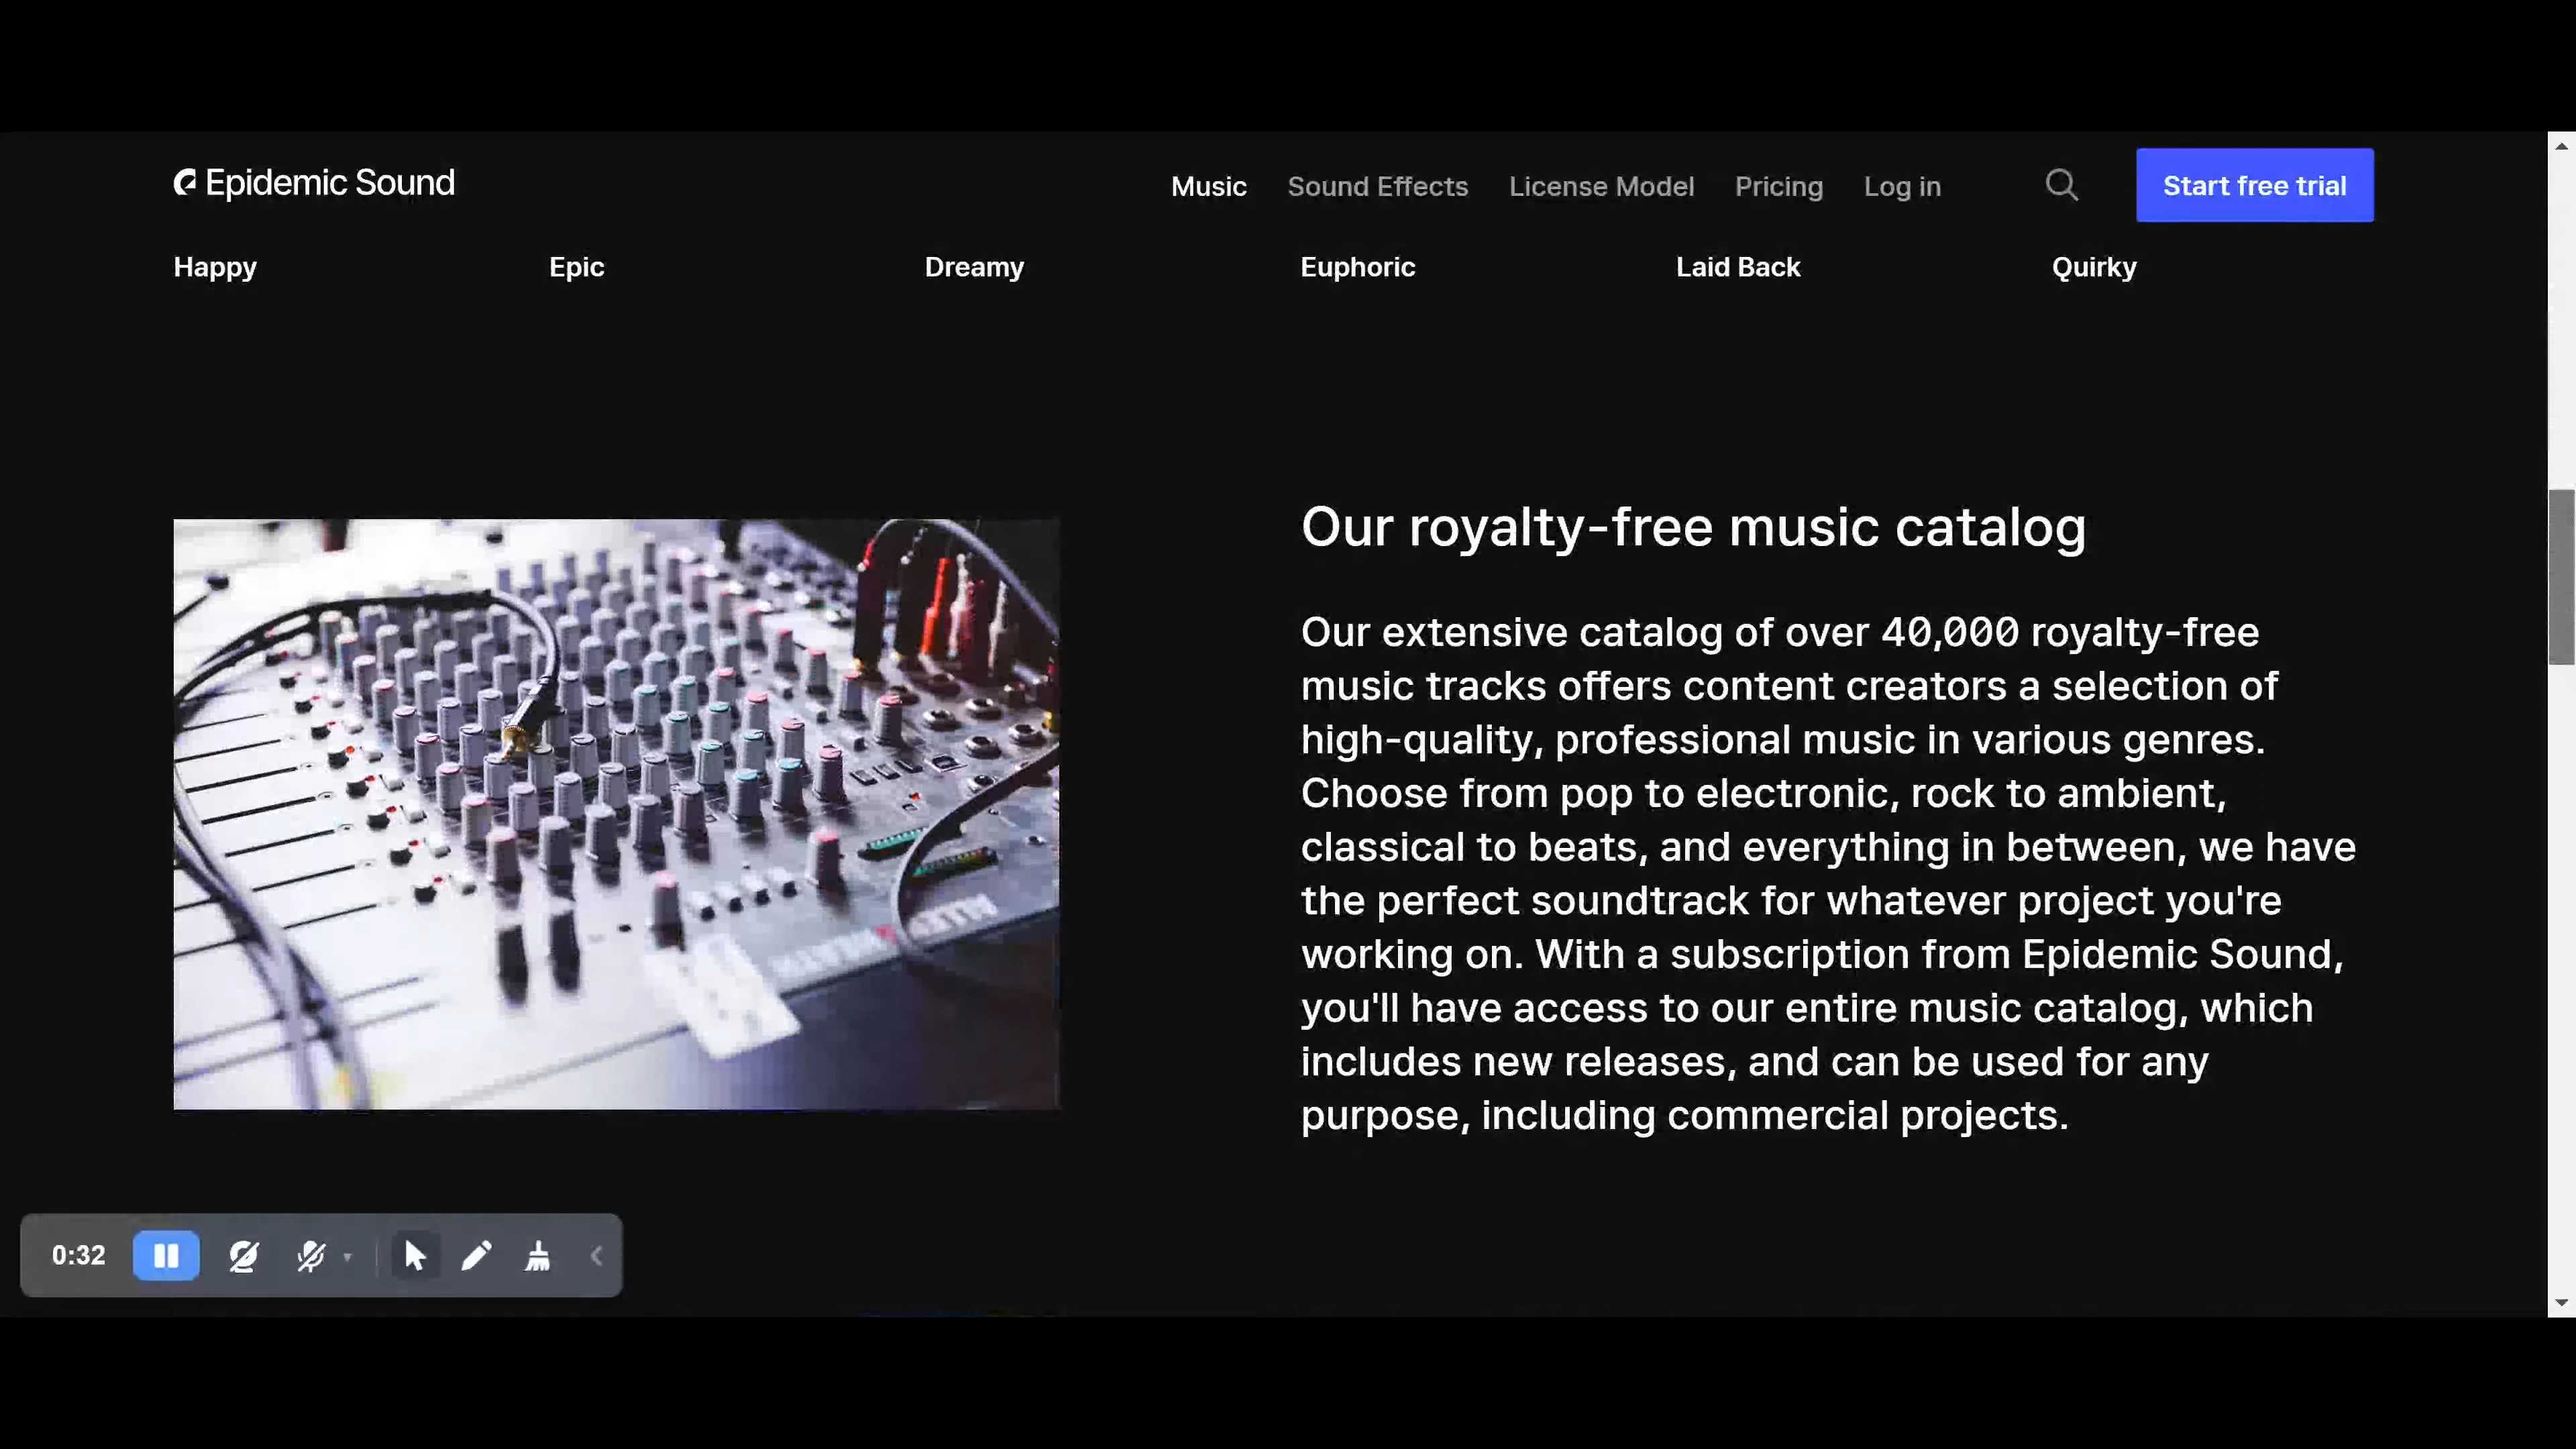 Epidemic Sound
Music Sound Effects License Model Pricing Log in Start free trial
Happy Epic Dreamy Euphoric Laid Back Quirky
Our royalty-free music catalog
Our extensive catalog of over 40,000 royalty-free
music tracks offers content creators a selection of
high-quality, professional music in various genres.
Choose from pop to electronic, rock to ambient,
classical to beats, and everything in between, we have
the perfect soundtrack for whatever project you're
working on. With a subscription from Epidemic Sound,
you'll have access to our entire music catalog, which
includes new releases, and can be used for any
purpose, including commercial projects.
0:32